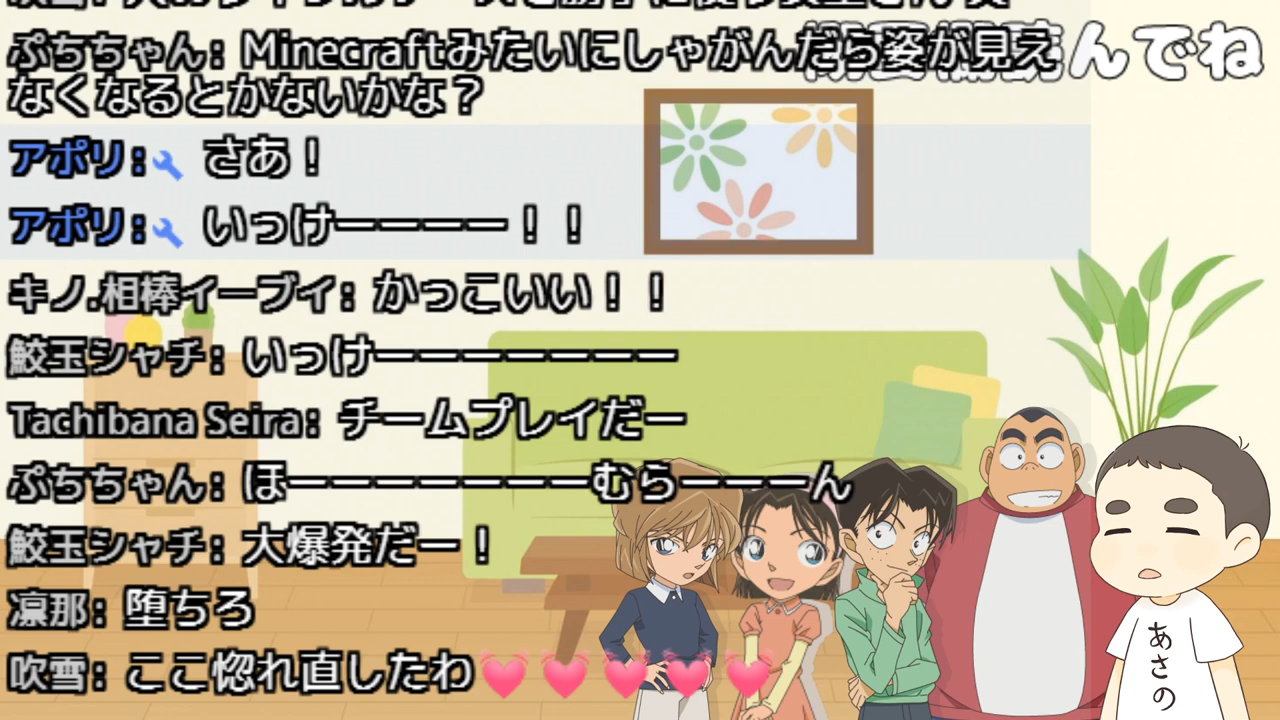 ぷちちゃん: Minecraftみたいにしゃがんだら姿が見え
なくなるとかないかな？
んでね
アポリ: さあ！
アポリ: いっけーーーーー！！
キノ.相棒イーブイ: かっこいい！！
鮫玉シャチ: いっけーーーーーーーー
Tachibana Seira: チームプレイだー
ぷちちゃん: ほーーーーーーーーむらーーーーん
鮫玉シャチ: 大爆発だー！
凛那: 堕ちろ
吹雪: ここ惚れ直したわ💓💓💓💓💓
あさの